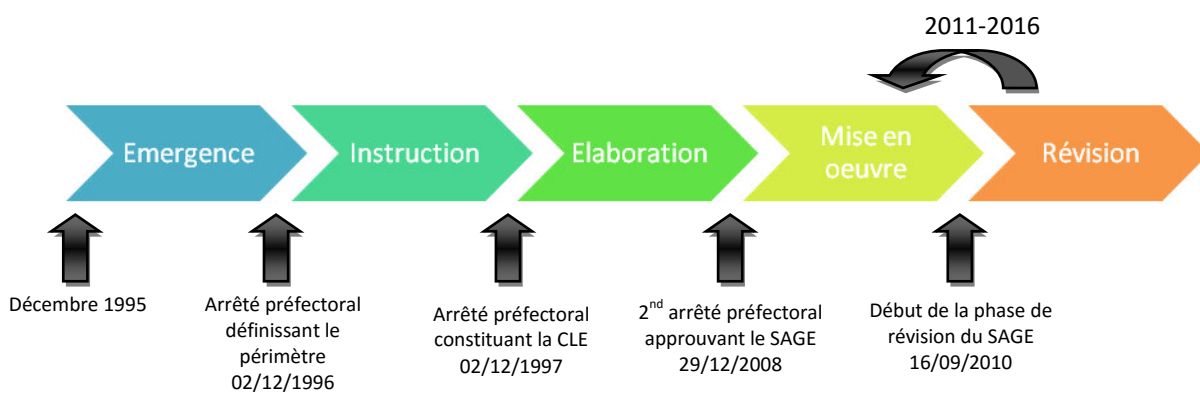 2011-2016
Emergence
Instruction
Elaboration
Mise en
oeuvre
Révision
Décembre 1995
Arrêté préfectoral
définissant le
périmètre
02/12/1996
Arrêté préfectoral
constituant la CLE
02/12/1997
2nd arrêté préfectoral
approuvant le SAGE
29/12/2008
Début de la phase de
révision du SAGE
16/09/2010